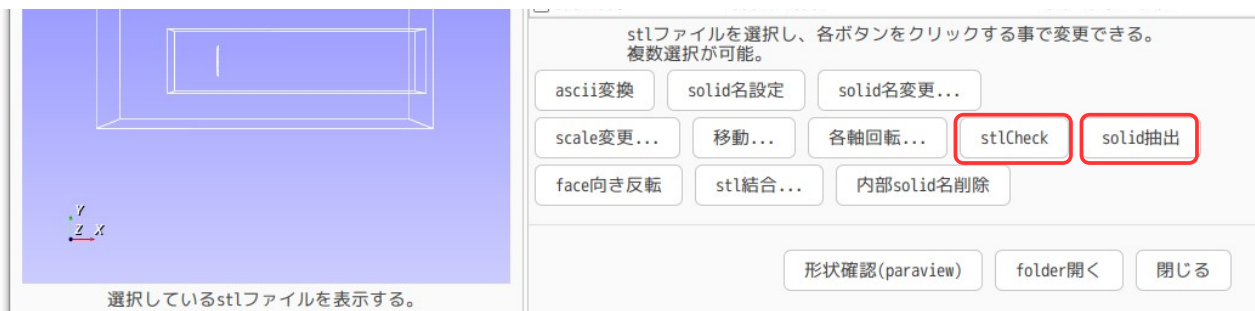 stlファイルを選択し、各ボタンをクリックする事で変更できる。
複数選択が可能。
ascii変換 solid名設定 solid名変更...
scale変更... 移動... 各軸回転... stlCheck solid抽出
face向き反転 stl結合... 内部solid名削除
Y
Z X
形状確認(paraview) folder開く 閉じる
選択しているstlファイルを表示する。